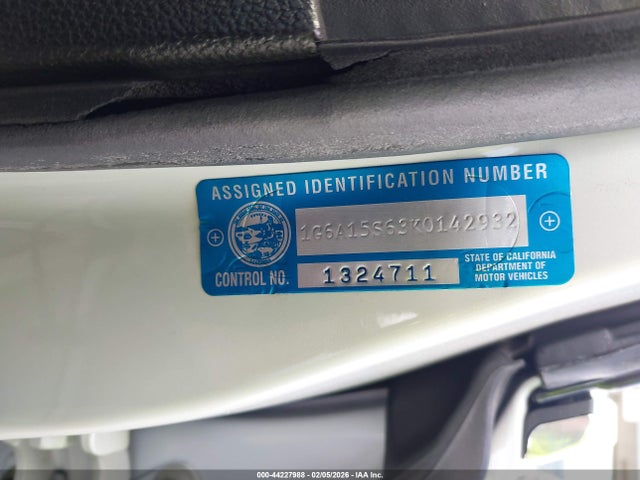 ASSIGNED IDENTIFICATION NUMBER
1G6A15S63K0142932
CONTROL NO. 1324711
STATE OF CALIFORNIA
DEPARTMENT OF
MOTOR VEHICLES
000-44227988 | 02/05/2026 | IAA Inc.